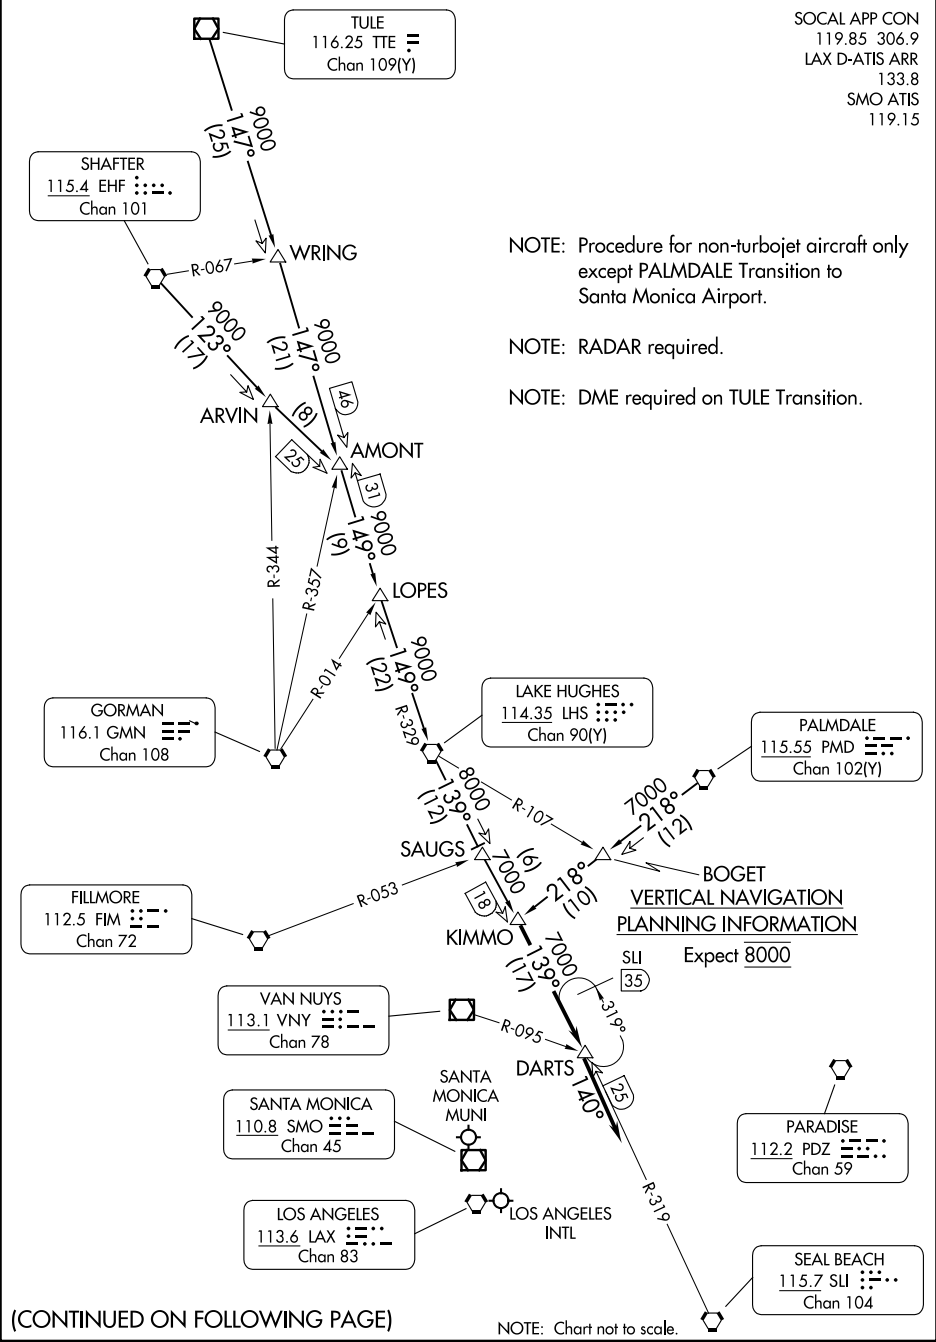 TULE
116.25 TTE
Chan 109(Y)
SOCAL APP CON
119.85 306.9
LAX D-ATIS ARR
133.8
SMO ATIS
119.15
9000
147°
(25)
SHAFTER
115.4 EHF
Chan 101
R-067
WRING
NOTE: Procedure for non-turbojet aircraft only
except PALMDALE Transition to
Santa Monica Airport.
NOTE: RADAR required.
NOTE: DME required on TULE Transition.
9000
123°
(17)
9000
147°
(21)
46
ARVIN
(8)
25
AMONT
31
9000
149°
(9)
R-344
R-357
R-014
LOPES
9000
149°
(22)
R-329
GORMAN
116.1 GMN
Chan 108
LAKE HUGHES
114.35 LHS
Chan 90(Y)
PALMDALE
115.55 PMD
Chan 102(Y)
8000
139°
(12)
R-107
7000
218°
(12)
SAUGS
(6)
7000
18
218°
(10)
BOGET
VERTICAL NAVIGATION
PLANNING INFORMATION
Expect 8000
FILLMORE
112.5 FIM
Chan 72
R-053
KIMMO
7000
139°
(17)
SLI
35
319°
VAN NUYS
113.1 VNY
Chan 78
R-095
DARTS
25
140°
SANTA MONICA
110.8 SMO
Chan 45
SANTA
MONICA
MUNI
PARADISE
112.2 PDZ
Chan 59
LOS ANGELES
113.6 LAX
Chan 83
LOS ANGELES
INTL
R-319
SEAL BEACH
115.7 SLI
Chan 104
(CONTINUED ON FOLLOWING PAGE)
NOTE: Chart not to scale.